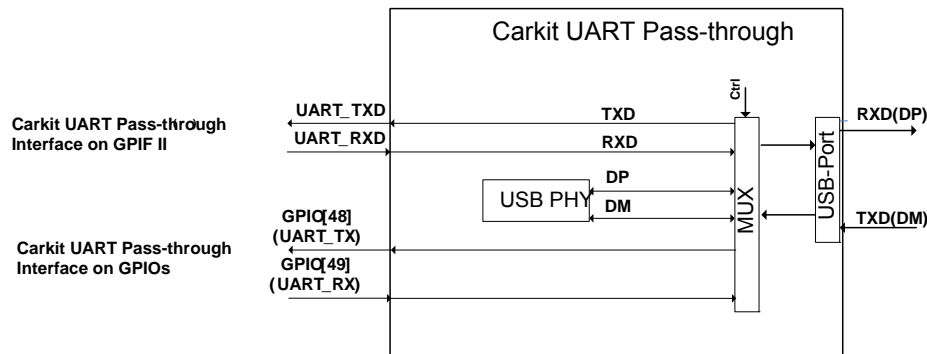 Carkit UART Pass-through
Ctrl
UART_TXD
TXD
RXD(DP)
Carkit UART Pass-through
Interface on GPIF II
UART_RXD
RXD
DP
USB PHY
DM
MUX
USB-Port
TXD(DM)
GPIO[48]
(UART_TX)
Carkit UART Pass-through
Interface on GPIOs
GPIO[49]
(UART_RX)